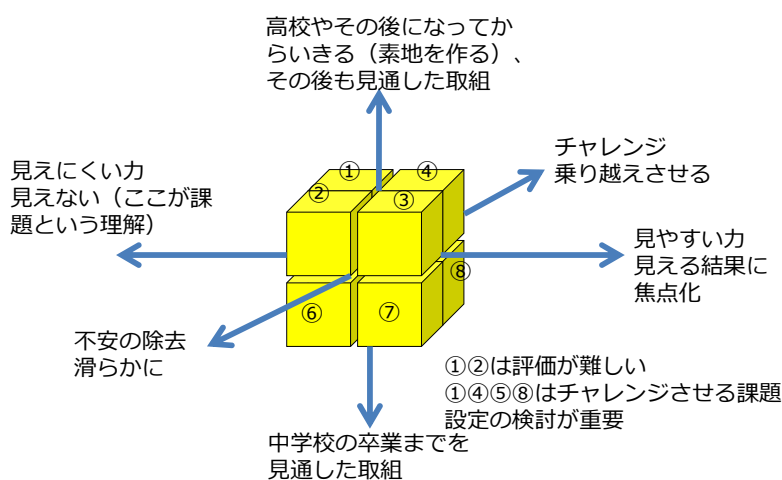 高校やその後になってか
らいきる（素地を作る）、
その後も見通した取組
チャレンジ
乗り越えさせる
見えにくい力
見えない（ここが課
題という理解）
①
④
②
③
見やすい力
見える結果に
焦点化
⑧
⑥
⑦
不安の除去
滑らかに
①②は評価が難しい
①④⑤⑧はチャレンジさせる課題
設定の検討が重要
中学校の卒業までを
見通した取組